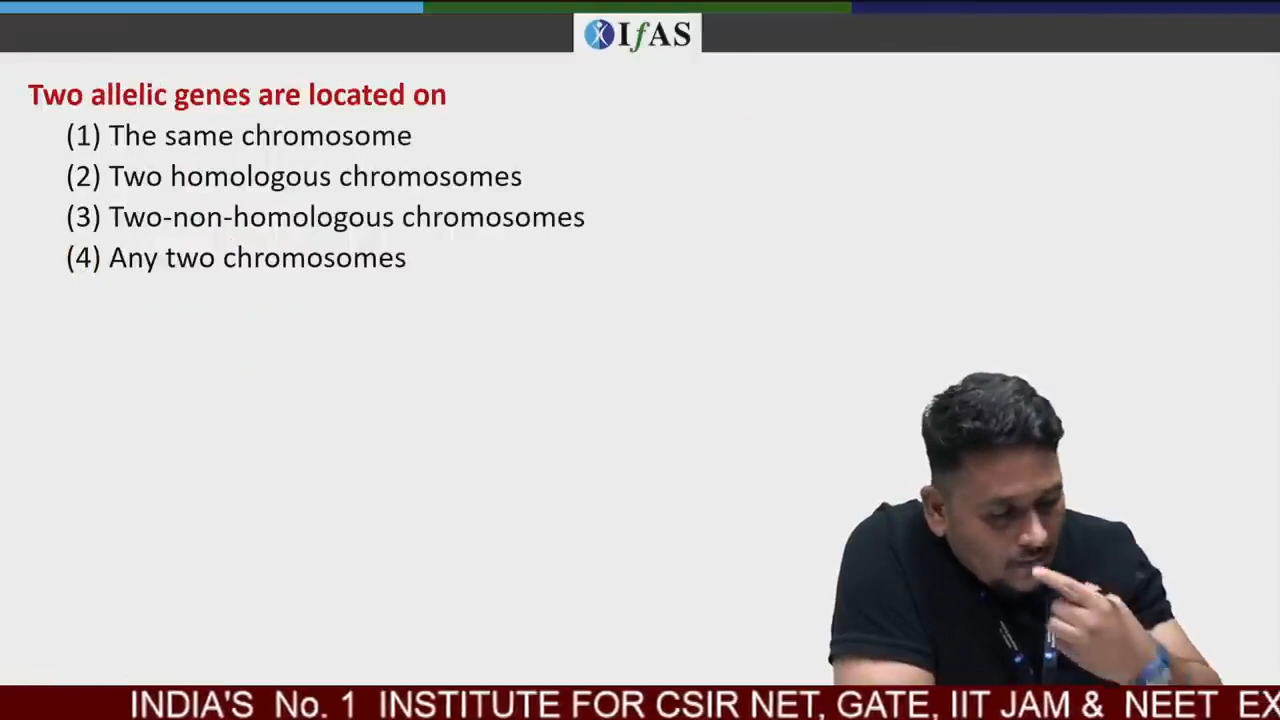 IfAS
Two allelic genes are located on
(1) The same chromosome
(2) Two homologous chromosomes
(3) Two-non-homologous chromosomes
(4) Any two chromosomes
INDIA'S No. 1 INSTITUTE FOR CSIR NET, GATE, IIT JAM & NEET EX